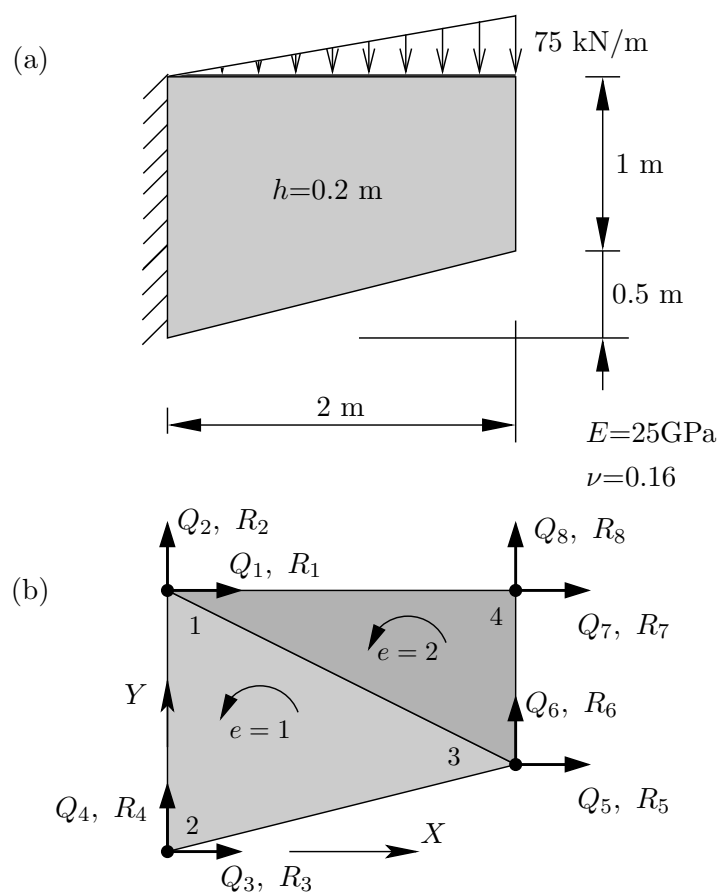 (a)
75 kN/m
h=0.2 m
1 m
0.5 m
2 m
E=25GPa
ν=0.16
(b)
Q₂, R₂
Q₈, R₈
Q₁, R₁
1
4
e = 2
Q₇, R₇
Y
e = 1
Q₆, R₆
3
Q₄, R₄
2
Q₅, R₅
X
Q₃, R₃